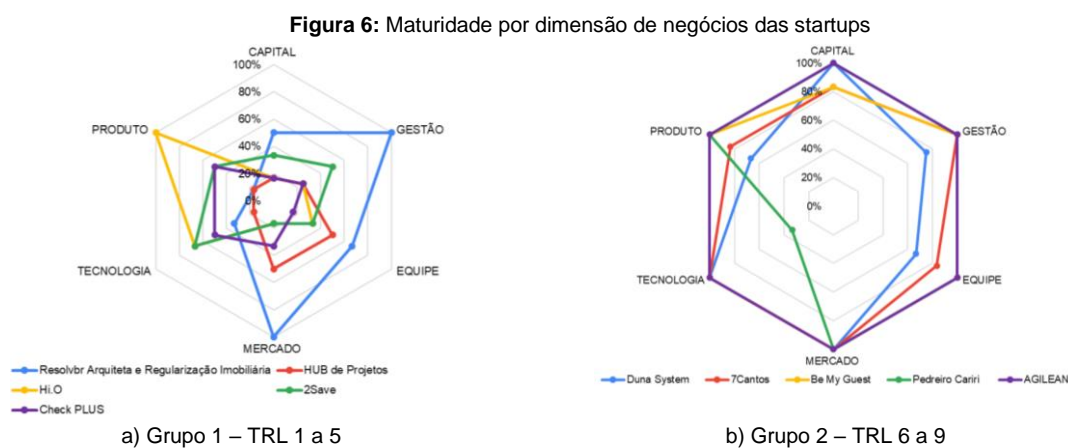 Figura 6: Maturidade por dimensão de negócios das startups
CAPITAL
100%
80%
60%
40%
20%
0%
GESTÃO
EQUIPE
MERCADO
TECNOLOGIA
PRODUTO
Resolvbr Arquiteta e Regularização Imobiliária
HUB de Projetos
Hi.O
2Save
Check PLUS
a) Grupo 1 – TRL 1 a 5
CAPITAL
100%
80%
60%
40%
20%
0%
GESTÃO
EQUIPE
MERCADO
TECNOLOGIA
PRODUTO
Duna System
7Cantos
Be My Guest
Pedreiro Cariri
AGILEAN
b) Grupo 2 – TRL 6 a 9